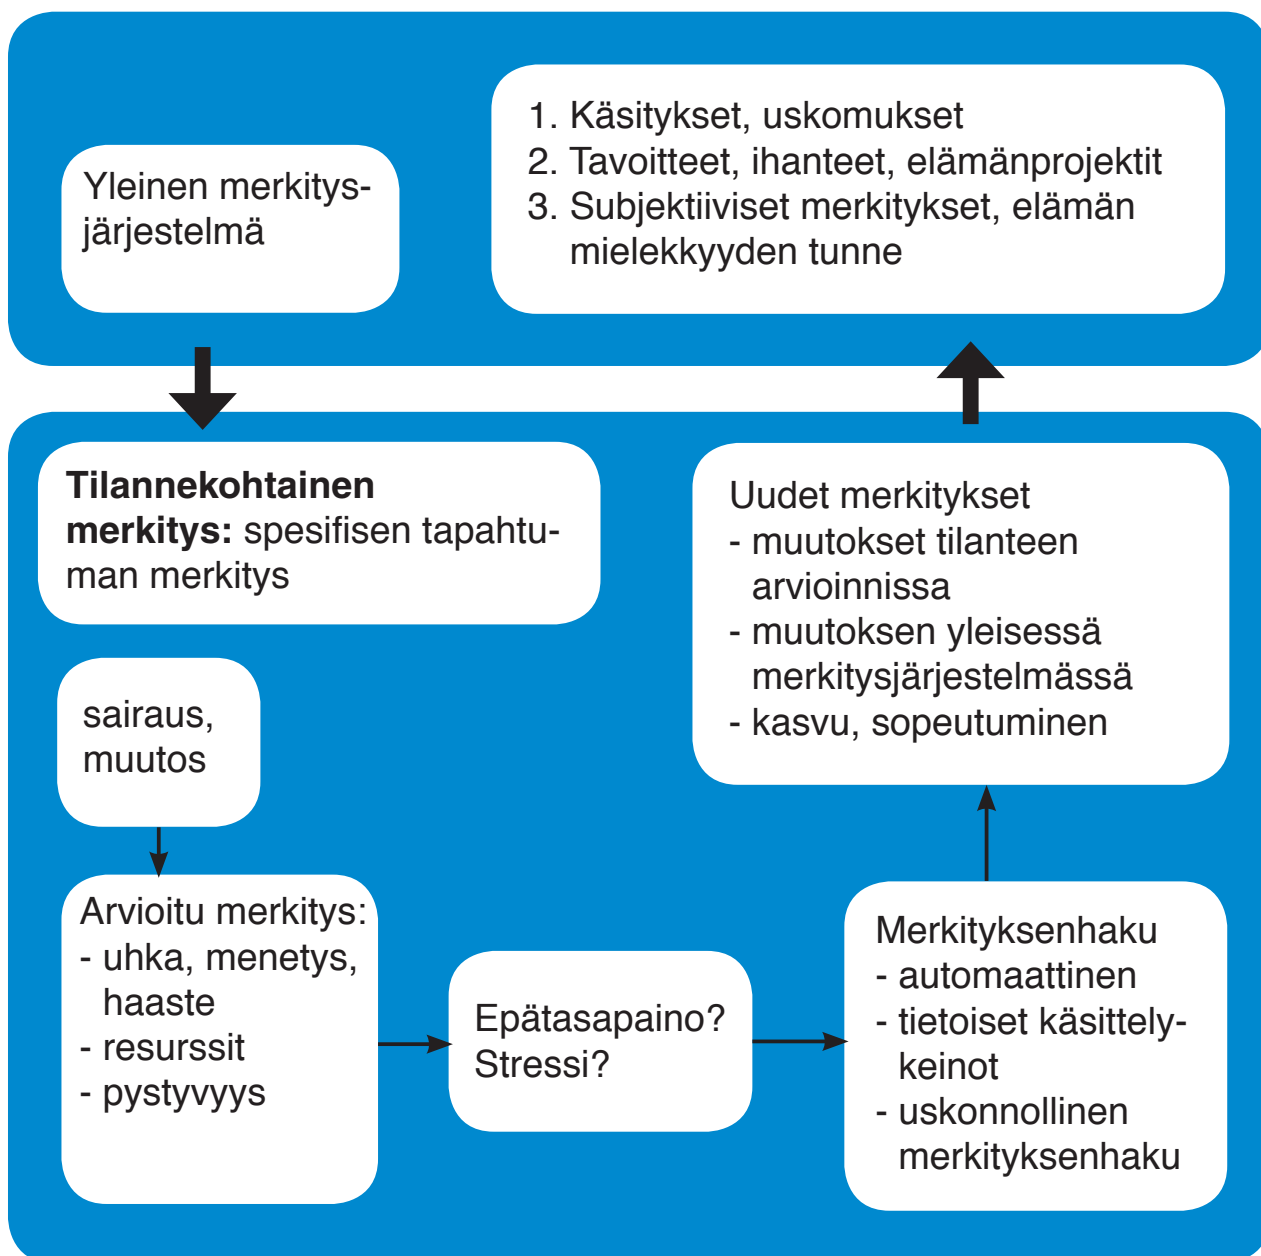 Yleinen merkitys-
järjestelmä
1. Käsitykset, uskomukset
2. Tavoitteet, ihanteet, elämänprojektit
3. Subjektiiviset merkitykset, elämän
mielekkyyden tunne
Tilannekohtainen
merkitys: spesifisen tapahtu-
man merkitys
sairaus,
muutos
Arvioitu merkitys:
- uhka, menetys,
haaste
- resurssit
- pystyvyys
Epätasapaino?
Stressi?
Merkityksenhaku
- automaattinen
- tietoiset käsittely-
keinot
- uskonnollinen
merkityksenhaku
Uudet merkitykset
- muutokset tilanteen
arvioinnissa
- muutoksen yleisessä
merkitysjärjestelmässä
- kasvu, sopeutuminen